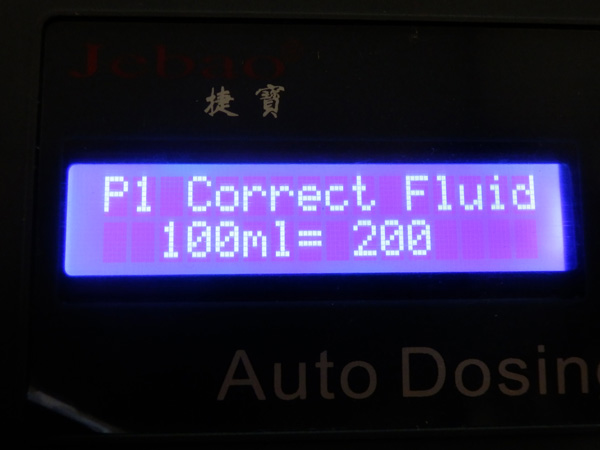 Jebao
捷寶
P1 Correct Fluid
100ml= 200
Auto Dosin